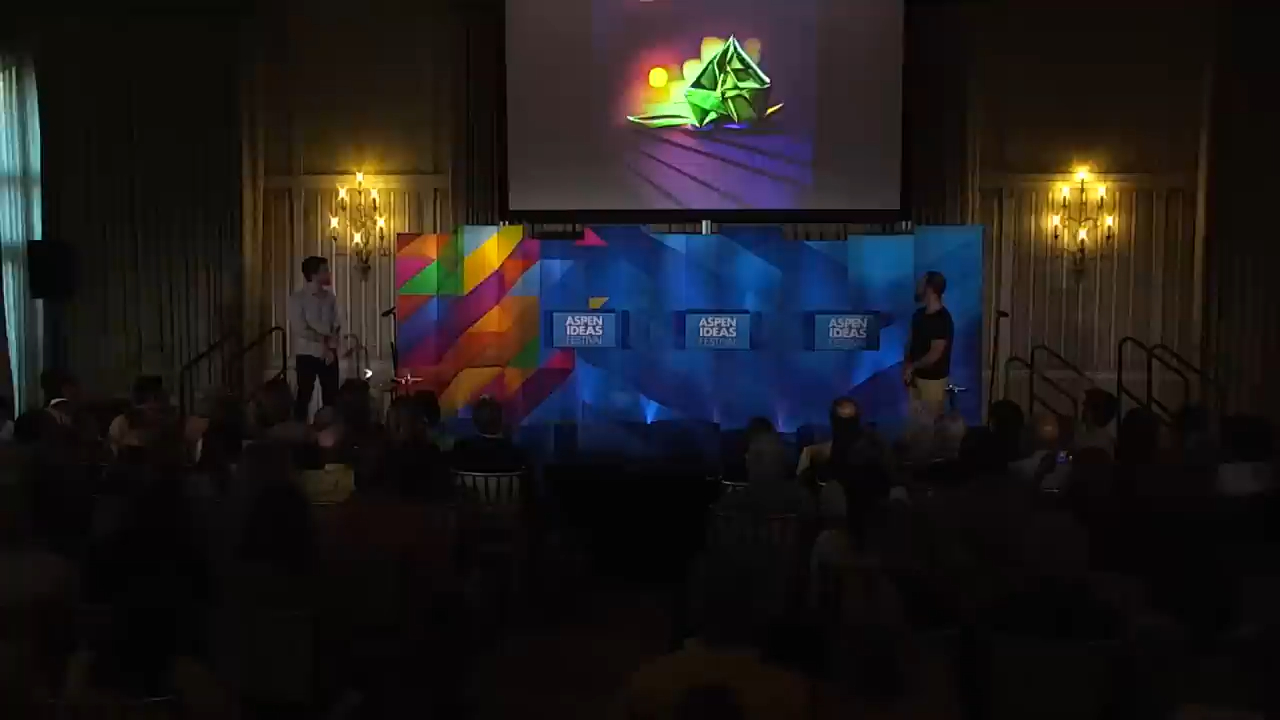 ASPEN
IDEAS
FESTIVAL
ASPEN
IDEAS
FESTIVAL
ASPEN
IDEAS
FESTIVAL